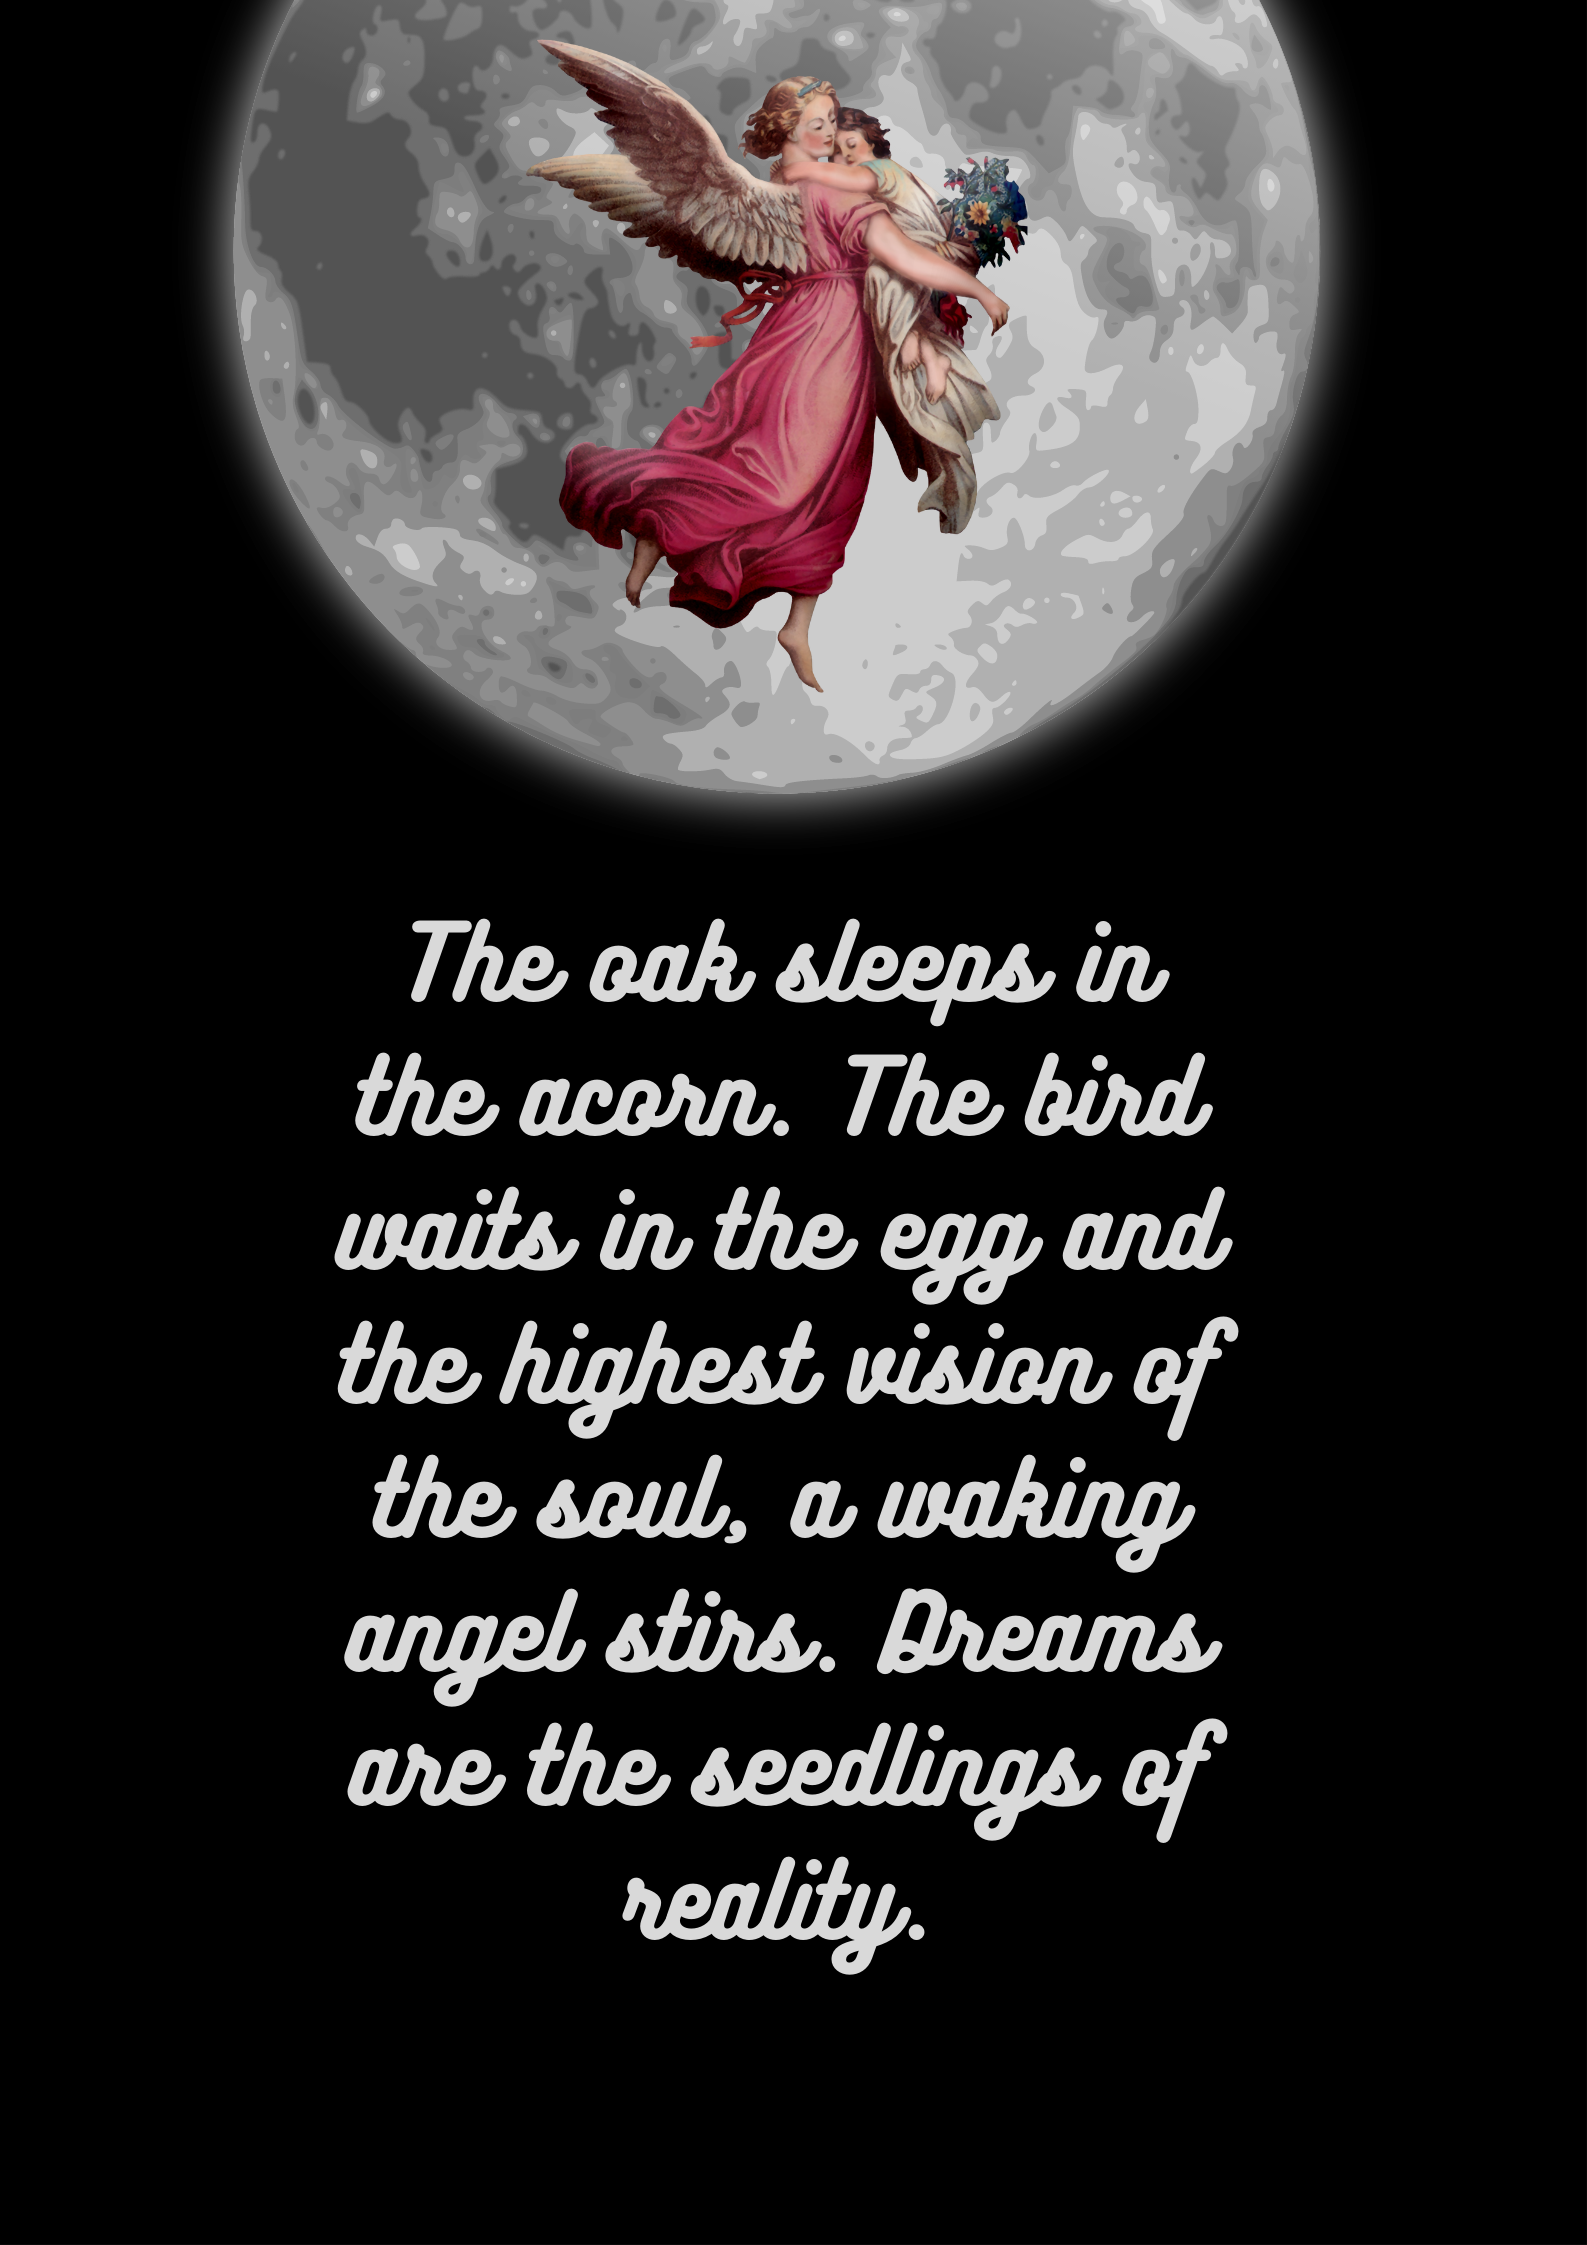 The oak sleeps in
the acorn. The bird
waits in the egg and
the highest vision of
the soul, a waking
angel stirs. Dreams
are the seedlings of
reality.